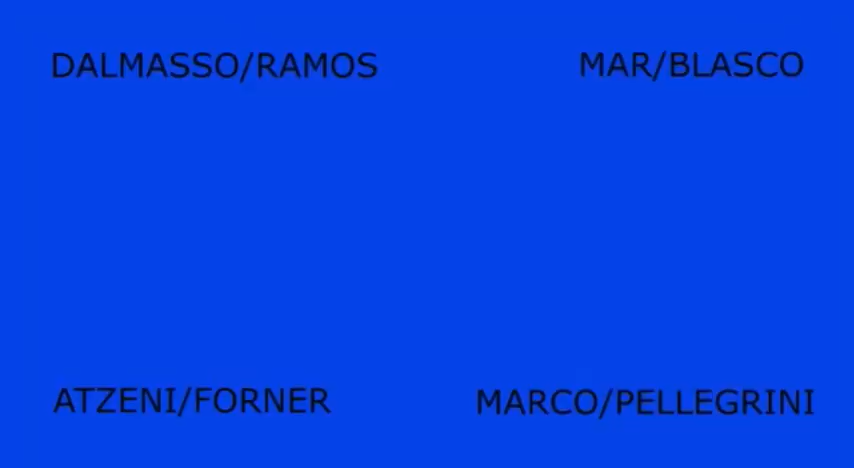 DALMASSO/RAMOS
MAR/BLASCO
ATZENI/FORNER
MARCO/PELLEGRINI